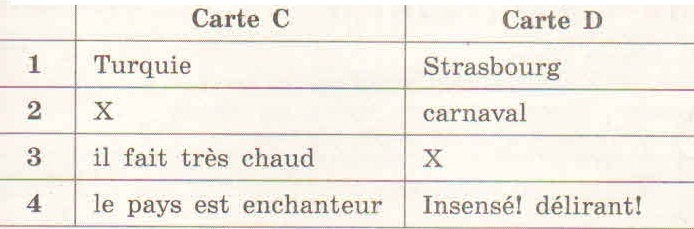 Carte C Carte D
1 Turquie Strasbourg
2 X carnaval
3 il fait très chaud X
4 le pays est enchanteur Insensé! délirant!